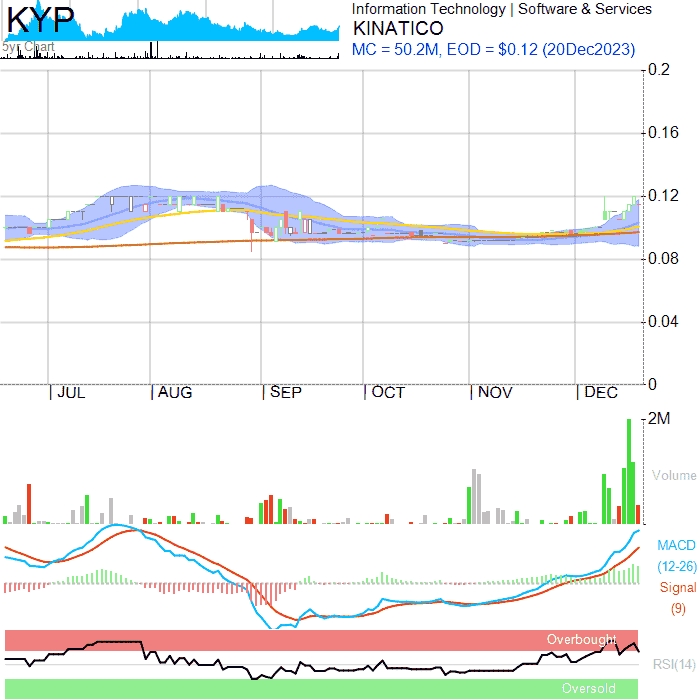 KYP
5yr Chart
Information Technology | Software & Services
KINATICO
MC = 50.2M, EOD = $0.12 (20Dec2023)
0.2
0.16
0.12
0.08
0.04
0
JUL AUG SEP OCT NOV DEC
2M
Volume
MACD
(12-26)
Signal
(9)
Overbought
RSI(14)
Oversold